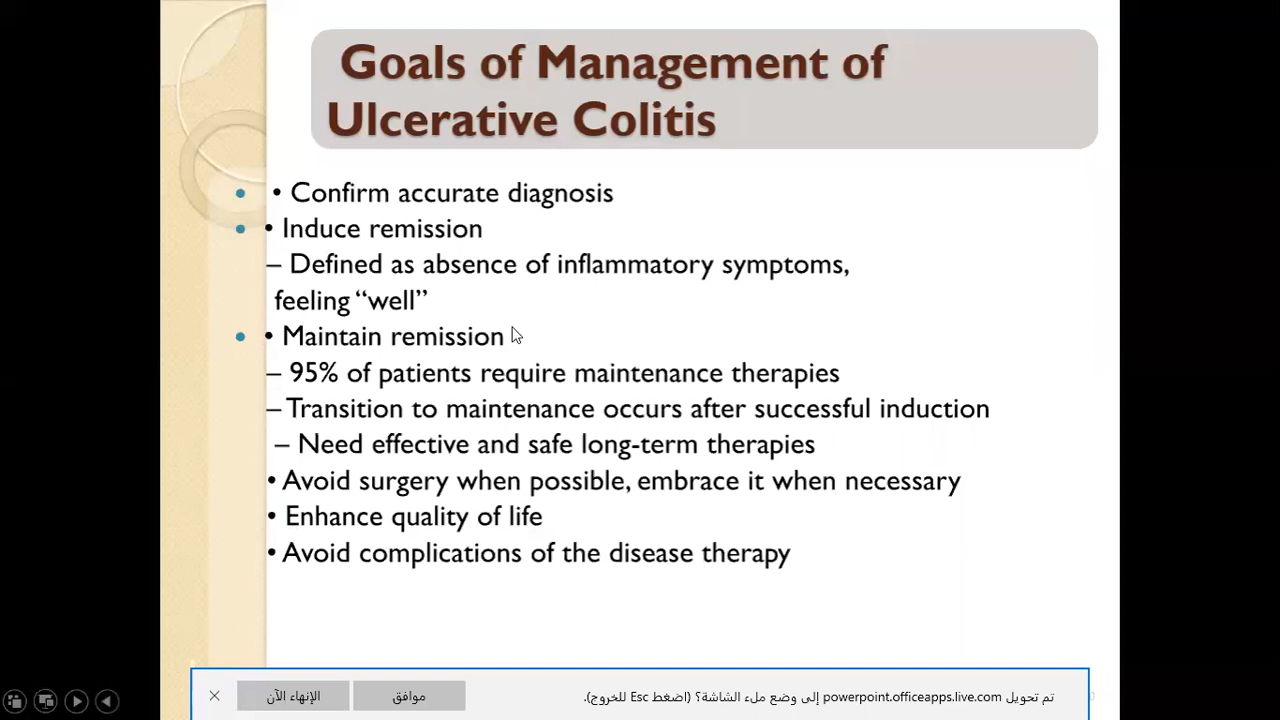 Goals of Management of
Ulcerative Colitis
• • Confirm accurate diagnosis
• • Induce remission
– Defined as absence of inflammatory symptoms,
feeling “well”
• • Maintain remission
– 95% of patients require maintenance therapies
– Transition to maintenance occurs after successful induction
– Need effective and safe long-term therapies
• Avoid surgery when possible, embrace it when necessary
• Enhance quality of life
• Avoid complications of the disease therapy
تم تحويل powerpoint.officeapps.live.com إلى وضع ملء الشاشة؟ (اضغط Esc للخروج).
موافق
الإنهاء الآن